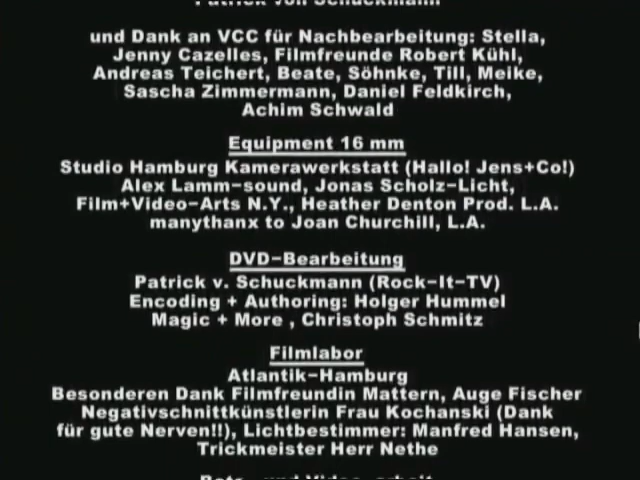 Patrick von Schuckmann
und Dank an VCC für Nachbearbeitung: Stella,
Jenny Cazelles, Filmfreunde Robert Kühl,
Andreas Teichert, Beate, Söhnke, Till, Meike,
Sascha Zimmermann, Daniel Feldkirch,
Achim Schwald
Equipment 16 mm
Studio Hamburg Kamerawerkstatt (Hallo! Jens+Co!)
Alex Lamm-sound, Jonas Scholz-Licht,
Film+Video-Arts N.Y., Heather Denton Prod. L.A.
manythanx to Joan Churchill, L.A.
DVD-Bearbeitung
Patrick v. Schuckmann (Rock-It-TV)
Encoding + Authoring: Holger Hummel
Magic + More , Christoph Schmitz
Filmlabor
Atlantik-Hamburg
Besonderen Dank Filmfreundin Mattern, Auge Fischer
Negativschnittkünstlerin Frau Kochanski (Dank
für gute Nerven!!), Lichtbestimmer: Manfred Hansen,
Trickmeister Herr Nethe